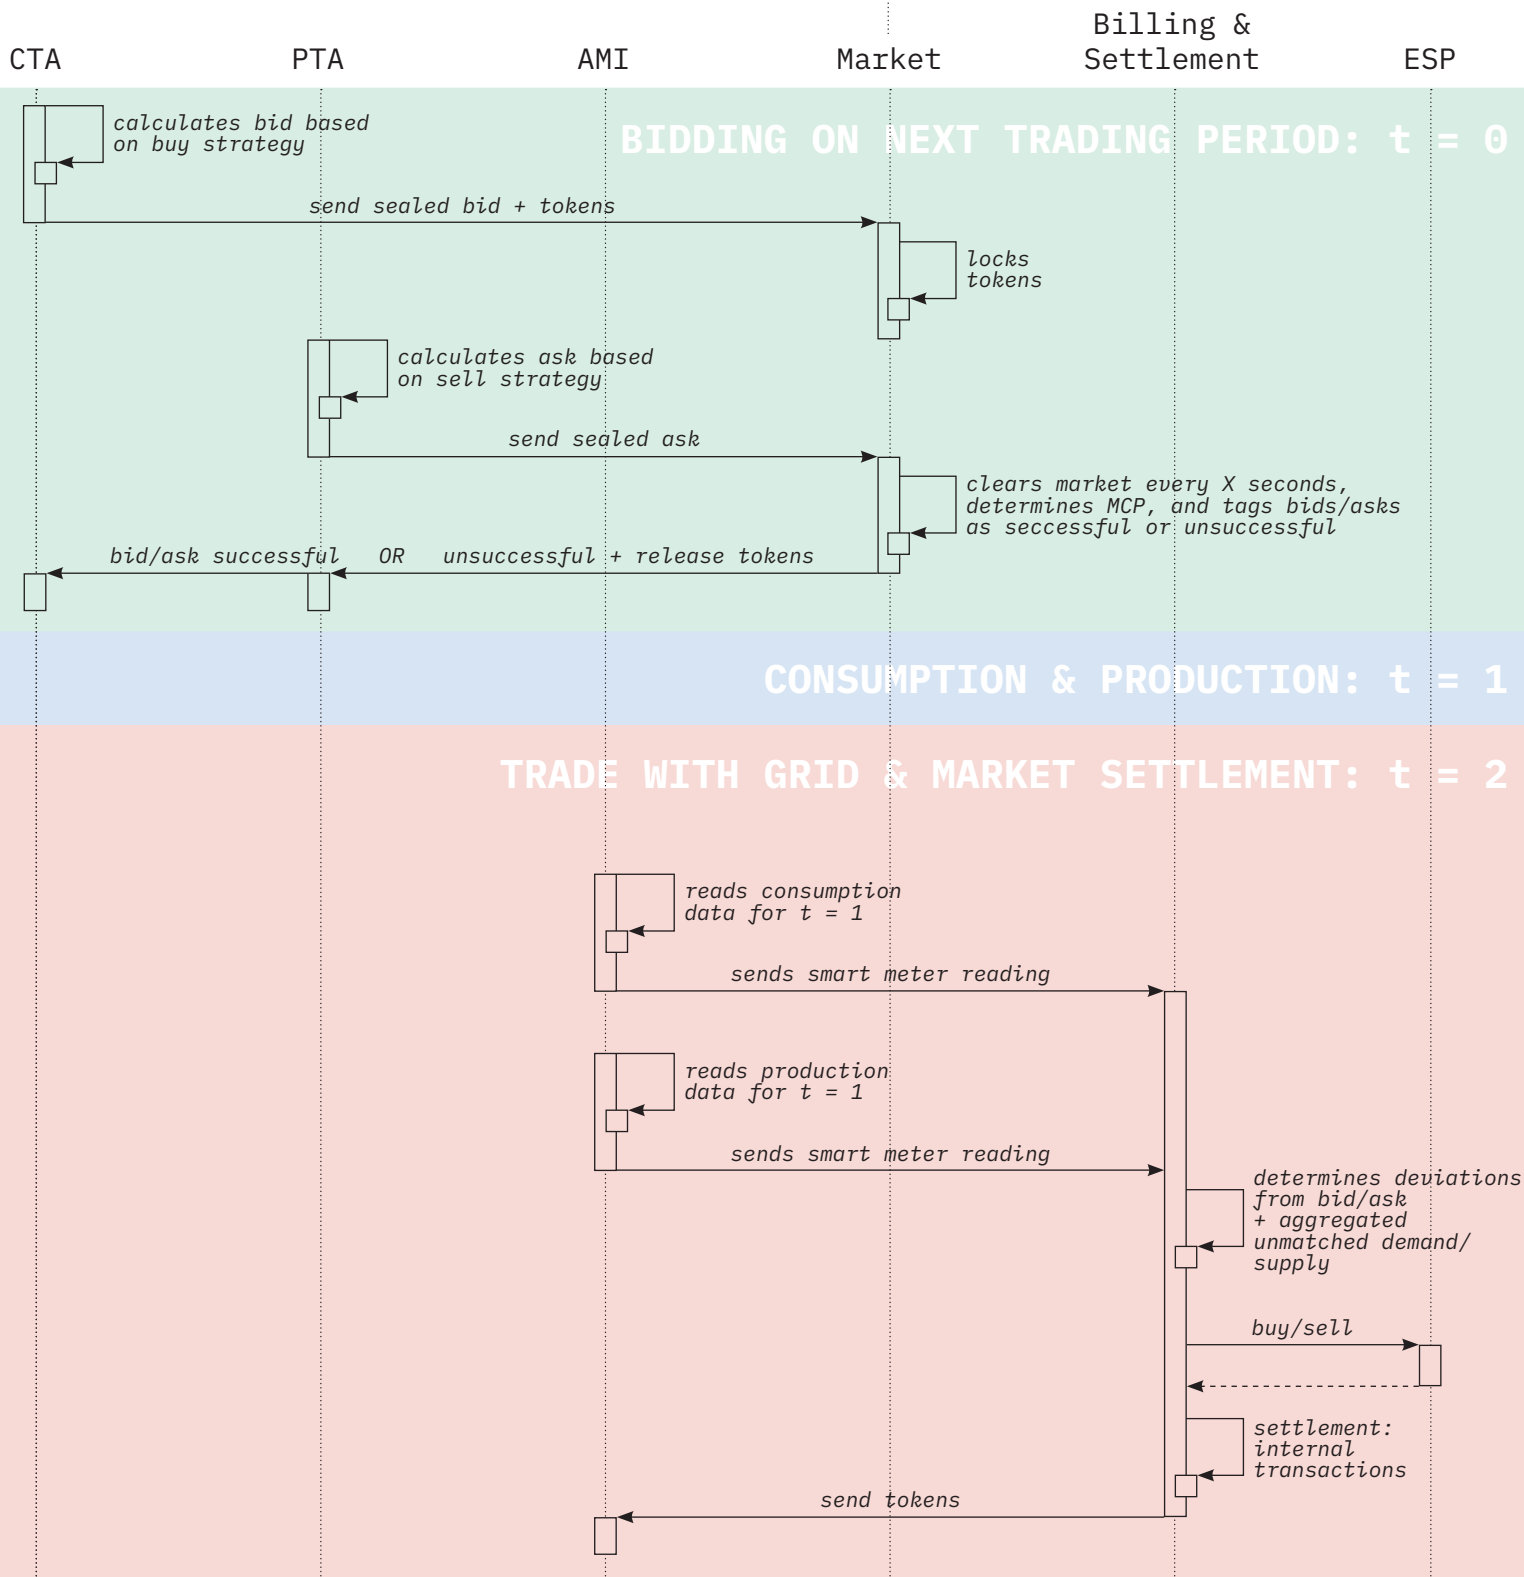 Billing &
CTA PTA AMI Market Settlement ESP
calculates bid based
on buy strategy
BIDDING ON NEXT TRADING PERIOD: t = 0
send sealed bid + tokens
locks
tokens
calculates ask based
on sell strategy
send sealed ask
clears market every X seconds,
determines MCP, and tags bids/asks
as seccessful or unsuccessful
bid/ask successful OR unsuccessful + release tokens
CONSUMPTION & PRODUCTION: t = 1
TRADE WITH GRID & MARKET SETTLEMENT: t = 2
reads consumption
data for t = 1
sends smart meter reading
reads production
data for t = 1
sends smart meter reading
determines deviations
from bid/ask
+ aggregated
unmatched demand/
supply
buy/sell
settlement:
internal
transactions
send tokens